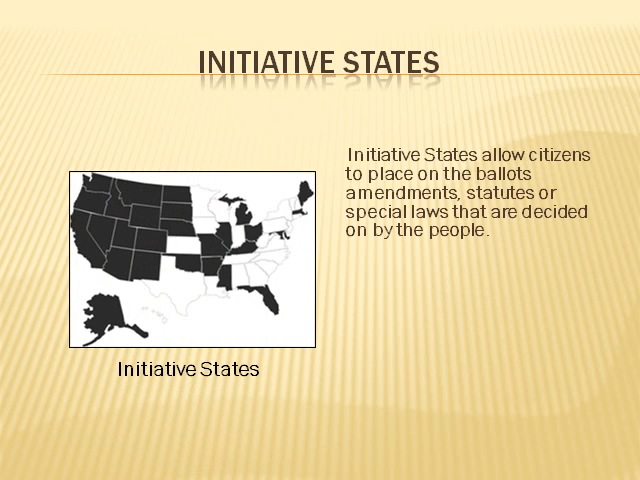 INITIATIVE STATES
Initiative States allow citizens
to place on the ballots
amendments, statutes or
special laws that are decided
on by the people.
Initiative States